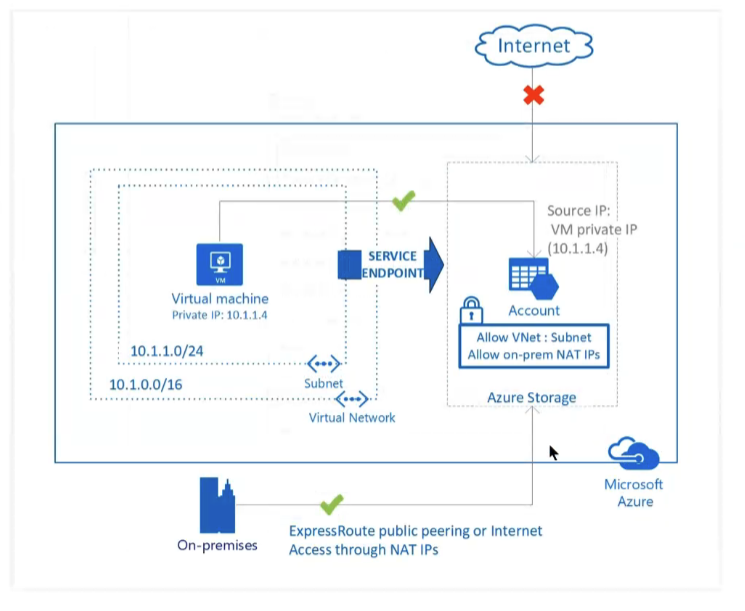 Internet
Source IP:
VM private IP
(10.1.1.4)
SERVICE
ENDPOINT
VM
Virtual machine
Private IP: 10.1.1.4
Account
Allow VNet : Subnet
Allow on-prem NAT IPs
10.1.1.0/24
Subnet
10.1.0.0/16
Azure Storage
Virtual Network
Microsoft
Azure
On-premises
ExpressRoute public peering or Internet
Access through NAT IPs